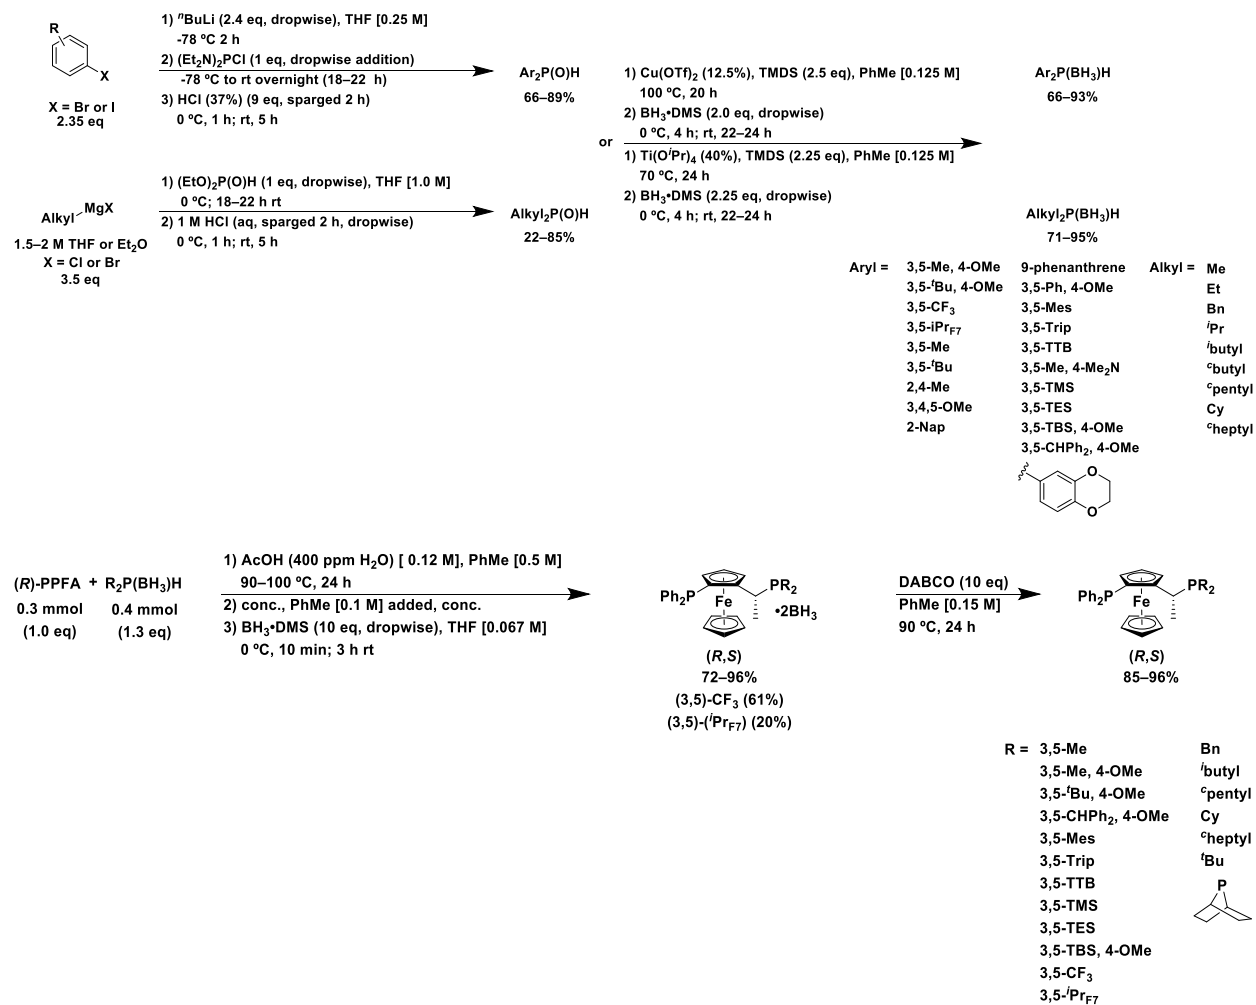 R
X
X = Br or I
2.35 eq
1) ⁿBuLi (2.4 eq, dropwise), THF [0.25 M]
-78 ºC 2 h
2) (Et₂N)₂PCl (1 eq, dropwise addition)
-78 ºC to rt overnight (18–22 h)
3) HCl (37%) (9 eq, sparged 2 h)
0 ºC, 1 h; rt, 5 h
Ar₂P(O)H
66–89%
Alkyl
MgX
1.5–2 M THF or Et₂O
X = Cl or Br
3.5 eq
1) (EtO)₂P(O)H (1 eq, dropwise), THF [1.0 M]
0 ºC; 18–22 h rt
2) 1 M HCl (aq, sparged 2 h, dropwise)
0 ºC, 1 h; rt, 5 h
Alkyl₂P(O)H
22–85%
or
1) Cu(OTf)₂ (12.5%), TMDS (2.5 eq), PhMe [0.125 M]
100 ºC, 20 h
2) BH₃•DMS (2.0 eq, dropwise)
0 ºC, 4 h; rt, 22–24 h
1) Ti(OⁱPr)₄ (40%), TMDS (2.25 eq), PhMe [0.125 M]
70 ºC, 24 h
2) BH₃•DMS (2.25 eq, dropwise)
0 ºC, 4 h; rt, 22–24 h
Ar₂P(BH₃)H
66–93%
Alkyl₂P(BH₃)H
71–95%
Aryl =
3,5-Me, 4-OMe
3,5-ᵗBu, 4-OMe
3,5-CF₃
3,5-iPr_F7
3,5-Me
3,5-ᵗBu
2,4-Me
3,4,5-OMe
2-Nap
9-phenanthrene
3,5-Ph, 4-OMe
3,5-Mes
3,5-Trip
3,5-TTB
3,5-Me, 4-Me₂N
3,5-TMS
3,5-TES
3,5-TBS, 4-OMe
3,5-CHPh₂, 4-OMe
O
O
Alkyl =
Me
Et
Bn
ⁱPr
ⁱbutyl
ᶜbutyl
ᶜpentyl
Cy
ᶜheptyl
(R)-PPFA + R₂P(BH₃)H
0.3 mmol 0.4 mmol
(1.0 eq) (1.3 eq)
1) AcOH (400 ppm H₂O) [ 0.12 M], PhMe [0.5 M]
90–100 ºC, 24 h
2) conc., PhMe [0.1 M] added, conc.
3) BH₃•DMS (10 eq, dropwise), THF [0.067 M]
0 ºC, 10 min; 3 h rt
Ph₂P
PR₂
Fe
•2BH₃
(R,S)
72–96%
(3,5)-CF₃ (61%)
(3,5)-(ⁱPr_F7) (20%)
DABCO (10 eq)
PhMe [0.15 M]
90 ºC, 24 h
Ph₂P
PR₂
Fe
(R,S)
85–96%
R =
3,5-Me
3,5-Me, 4-OMe
3,5-ᵗBu, 4-OMe
3,5-CHPh₂, 4-OMe
3,5-Mes
3,5-Trip
3,5-TTB
3,5-TMS
3,5-TES
3,5-TBS, 4-OMe
3,5-CF₃
3,5-ⁱPr_F7
Bn
ⁱbutyl
ᶜpentyl
Cy
ᶜheptyl
ᵗBu
P